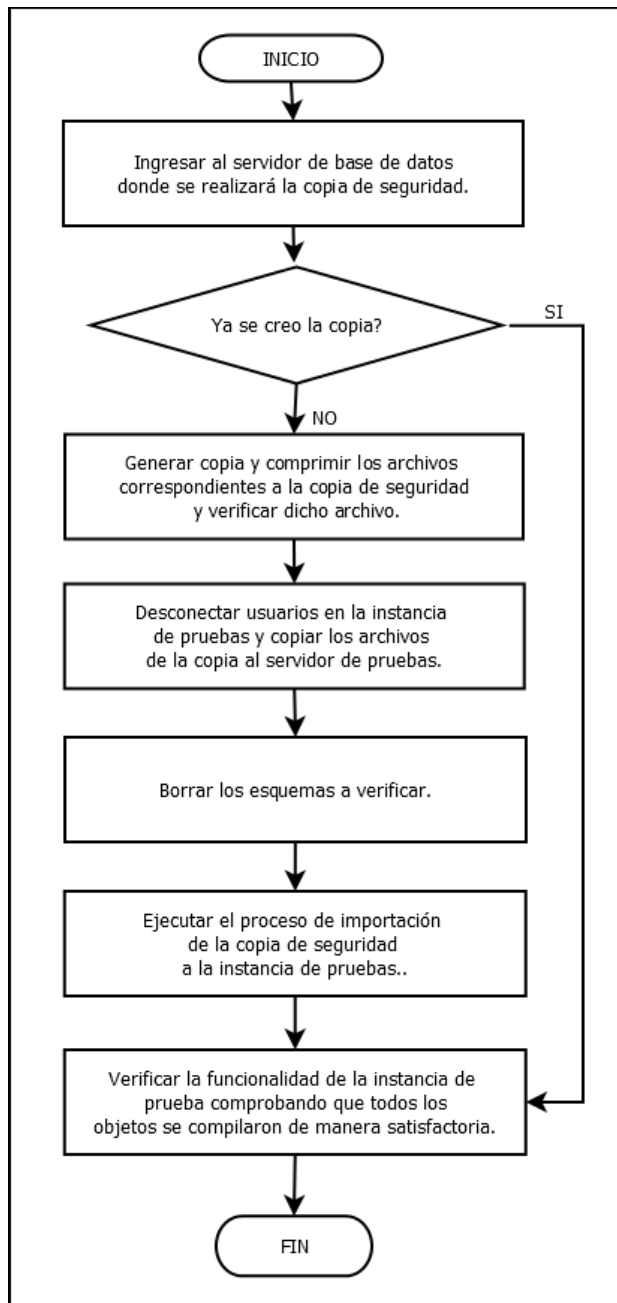 INICIO
Ingresar al servidor de base de datos
donde se realizará la copia de seguridad.
Ya se creo la copia?
SI
NO
Generar copia y comprimir los archivos
correspondientes a la copia de seguridad
y verificar dicho archivo.
Desconectar usuarios en la instancia
de pruebas y copiar los archivos
de la copia al servidor de pruebas.
Borrar los esquemas a verificar.
Ejecutar el proceso de importación
de la copia de seguridad
a la instancia de pruebas..
Verificar la funcionalidad de la instancia de
prueba comprobando que todos los
objetos se compilaron de manera satisfactoria.
FIN